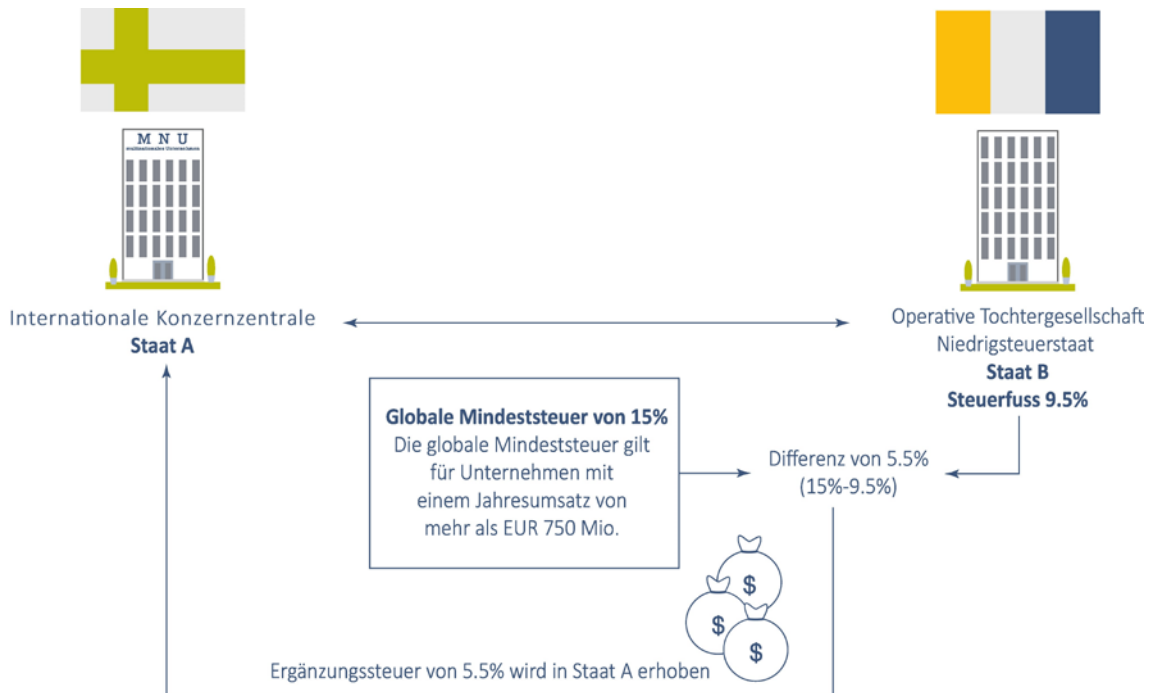 M N U
multinationales Unternehmen
Internationale Konzernzentrale
Staat A
Operative Tochtergesellschaft
Niedrigsteuerstaat
Staat B
Steuerfuss 9.5%
Globale Mindeststeuer von 15%
Die globale Mindeststeuer gilt
für Unternehmen mit
einem Jahresumsatz von
mehr als EUR 750 Mio.
Differenz von 5.5%
(15%-9.5%)
$
$
$
Ergänzungssteuer von 5.5% wird in Staat A erhoben